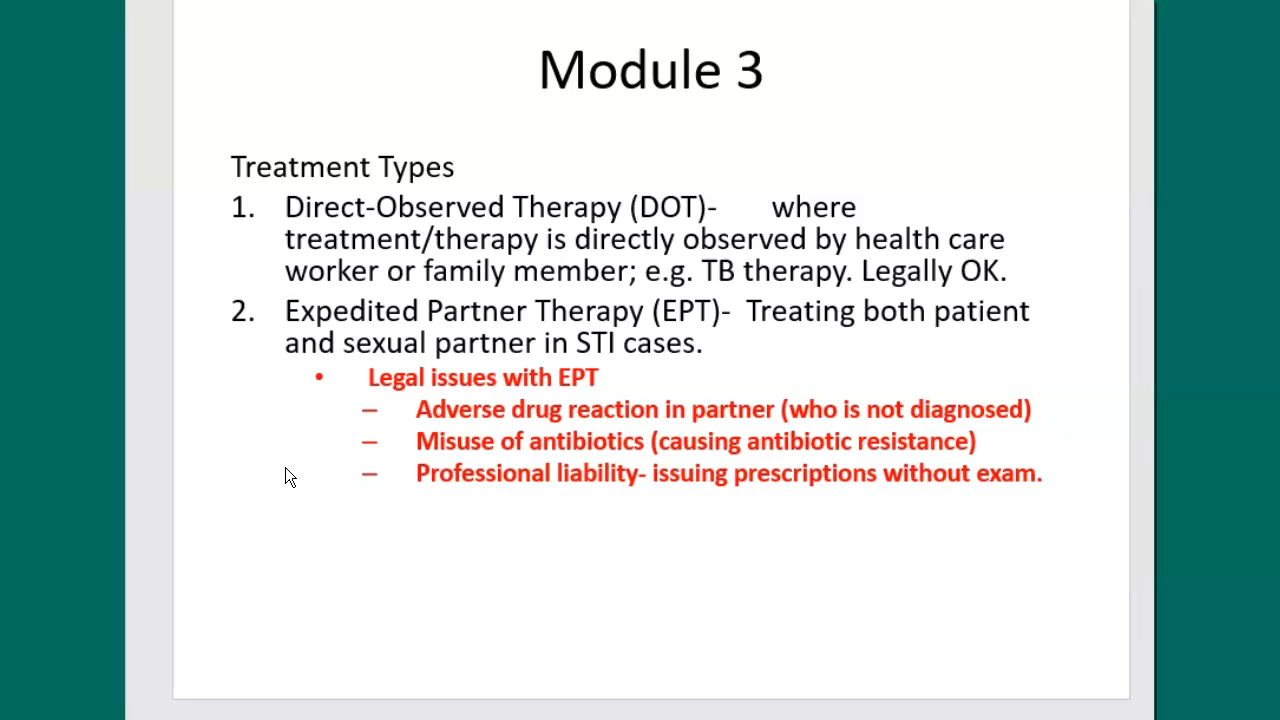 Module 3
Treatment Types
1. Direct-Observed Therapy (DOT)- where
treatment/therapy is directly observed by health care
worker or family member; e.g. TB therapy. Legally OK.
2. Expedited Partner Therapy (EPT)- Treating both patient
and sexual partner in STI cases.
• Legal issues with EPT
– Adverse drug reaction in partner (who is not diagnosed)
– Misuse of antibiotics (causing antibiotic resistance)
– Professional liability- issuing prescriptions without exam.